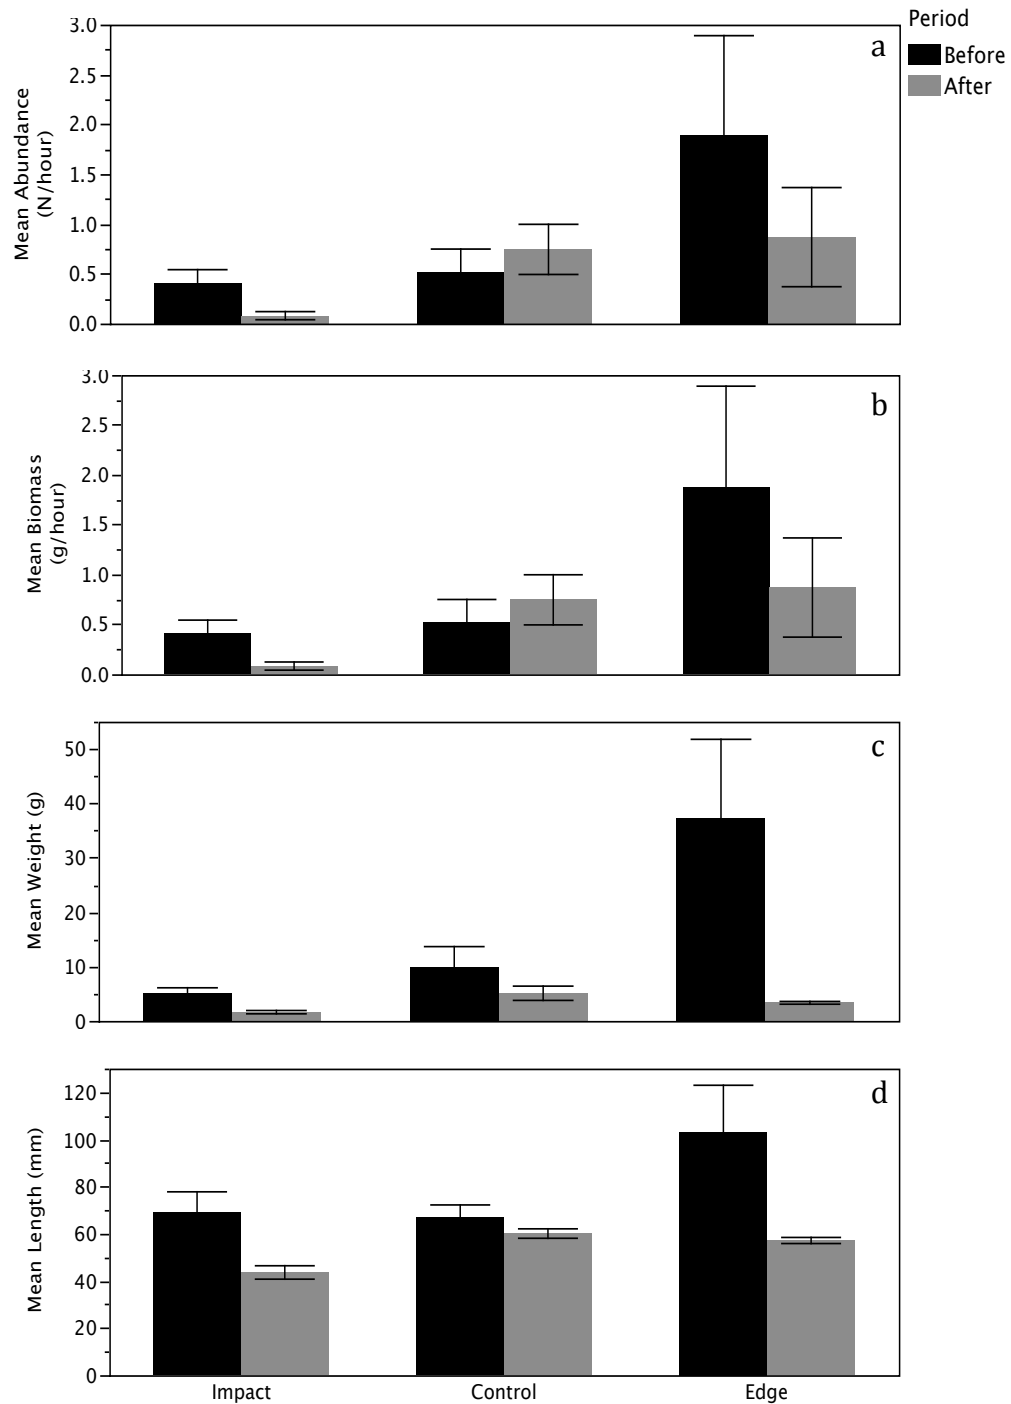 Period
Before
After
a
3.0
2.5
2.0
1.5
1.0
0.5
0.0
Mean Abundance
(N/hour)
b
3.0
2.5
2.0
1.5
1.0
0.5
0.0
Mean Biomass
(g/hour)
c
50
40
30
20
10
0
Mean Weight (g)
d
120
100
80
60
40
20
0
Mean Length (mm)
Impact Control Edge